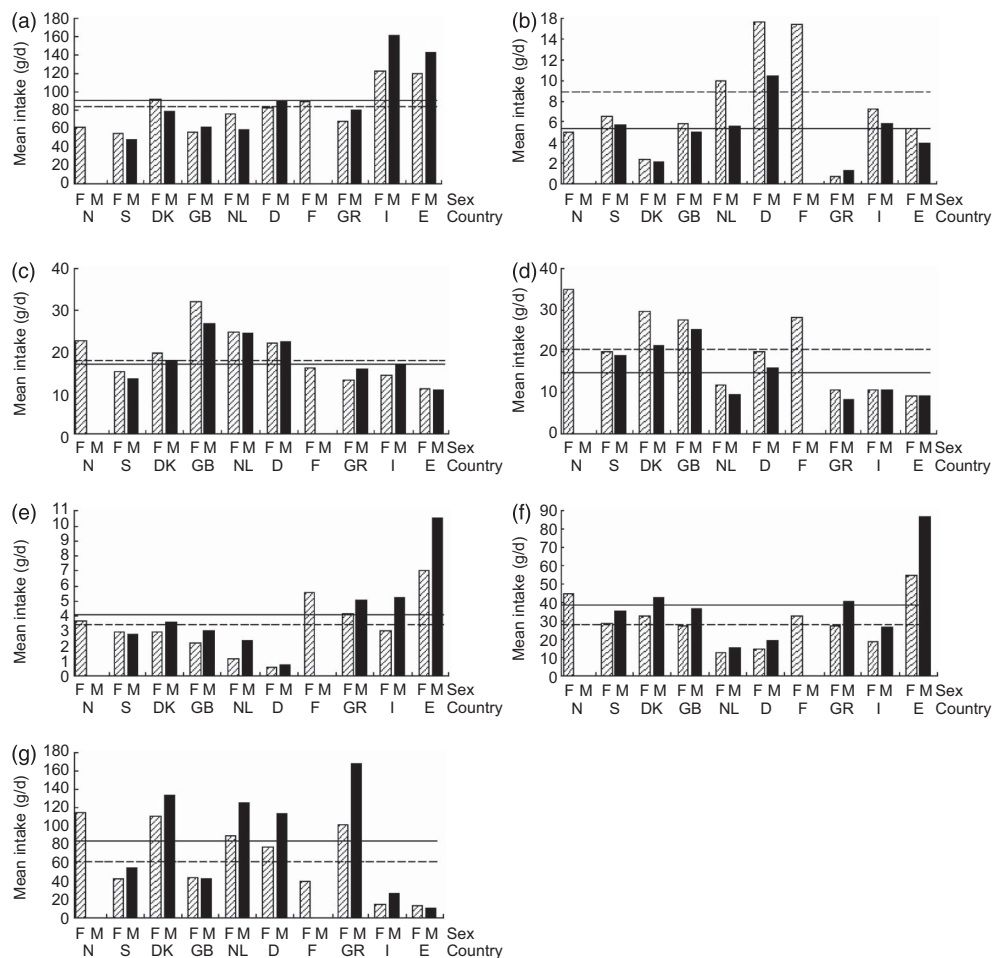 (a)
Mean intake (g/d)
180
160
140
120
100
80
60
40
20
0
F M F M F M F M F M F M F M F M F M F M Sex
N S DK GB NL D F GR I E Country
(b)
Mean intake (g/d)
18
16
14
12
10
8
6
4
2
0
F M F M F M F M F M F M F M F M F M F M Sex
N S DK GB NL D F GR I E Country
(c)
Mean intake (g/d)
40
30
20
10
0
F M F M F M F M F M F M F M F M F M F M Sex
N S DK GB NL D F GR I E Country
(d)
Mean intake (g/d)
40
30
20
10
0
F M F M F M F M F M F M F M F M F M F M Sex
N S DK GB NL D F GR I E Country
(e)
Mean intake (g/d)
11
10
9
8
7
6
5
4
3
2
1
0
F M F M F M F M F M F M F M F M F M F M Sex
N S DK GB NL D F GR I E Country
(f)
Mean intake (g/d)
90
80
70
60
50
40
30
20
10
0
F M F M F M F M F M F M F M F M F M F M Sex
N S DK GB NL D F GR I E Country
(g)
Mean intake (g/d)
180
160
140
120
100
80
60
40
20
0
F M F M F M F M F M F M F M F M F M F M Sex
N S DK GB NL D F GR I E Country